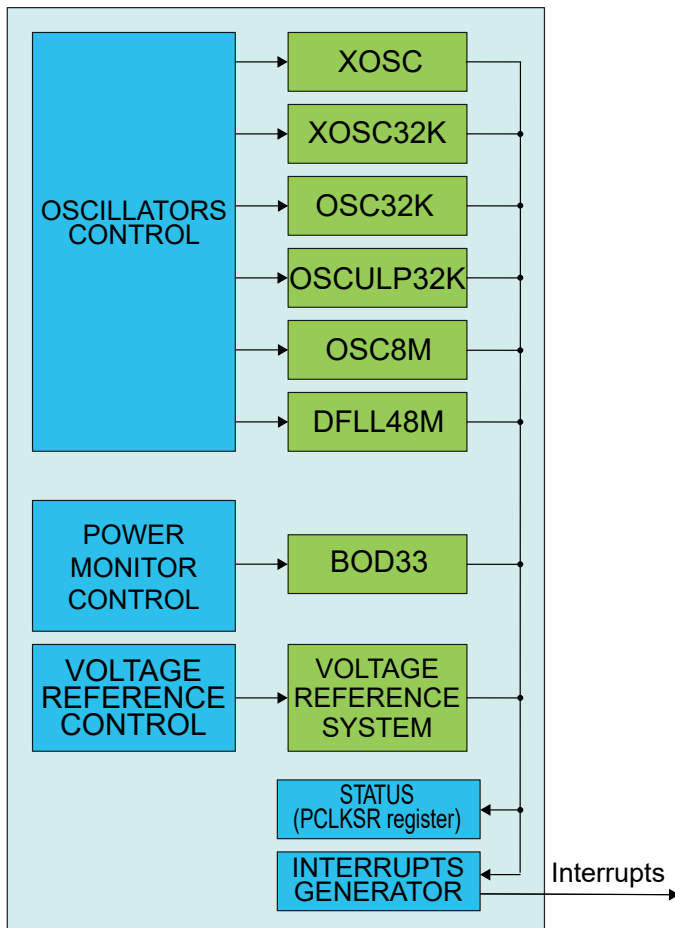 XOSC
XOSC32K
OSCILLATORS
CONTROL
OSC32K
OSCULP32K
OSC8M
DFLL48M
POWER
MONITOR
CONTROL
BOD33
VOLTAGE
REFERENCE
CONTROL
VOLTAGE
REFERENCE
SYSTEM
STATUS
(PCLKSR register)
INTERRUPTS
GENERATOR
Interrupts